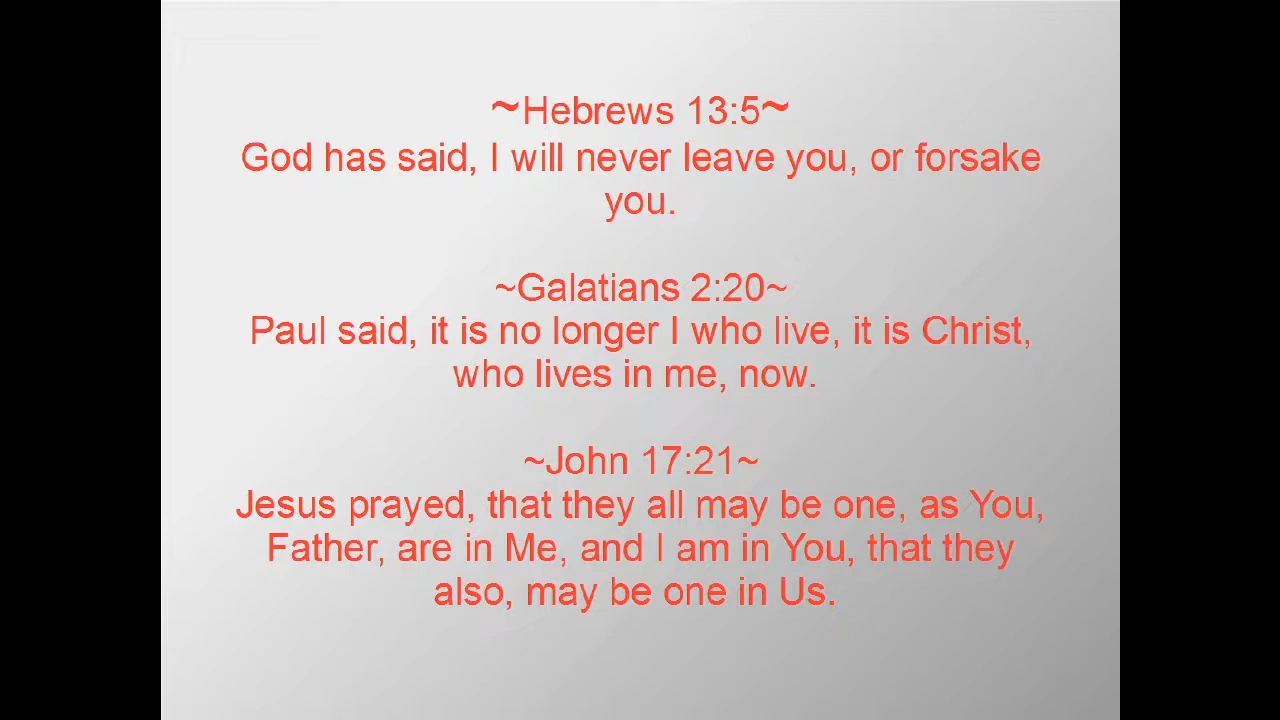 ~Hebrews 13:5~
God has said, I will never leave you, or forsake
you.
~Galatians 2:20~
Paul said, it is no longer I who live, it is Christ,
who lives in me, now.
~John 17:21~
Jesus prayed, that they all may be one, as You,
Father, are in Me, and I am in You, that they
also, may be one in Us.